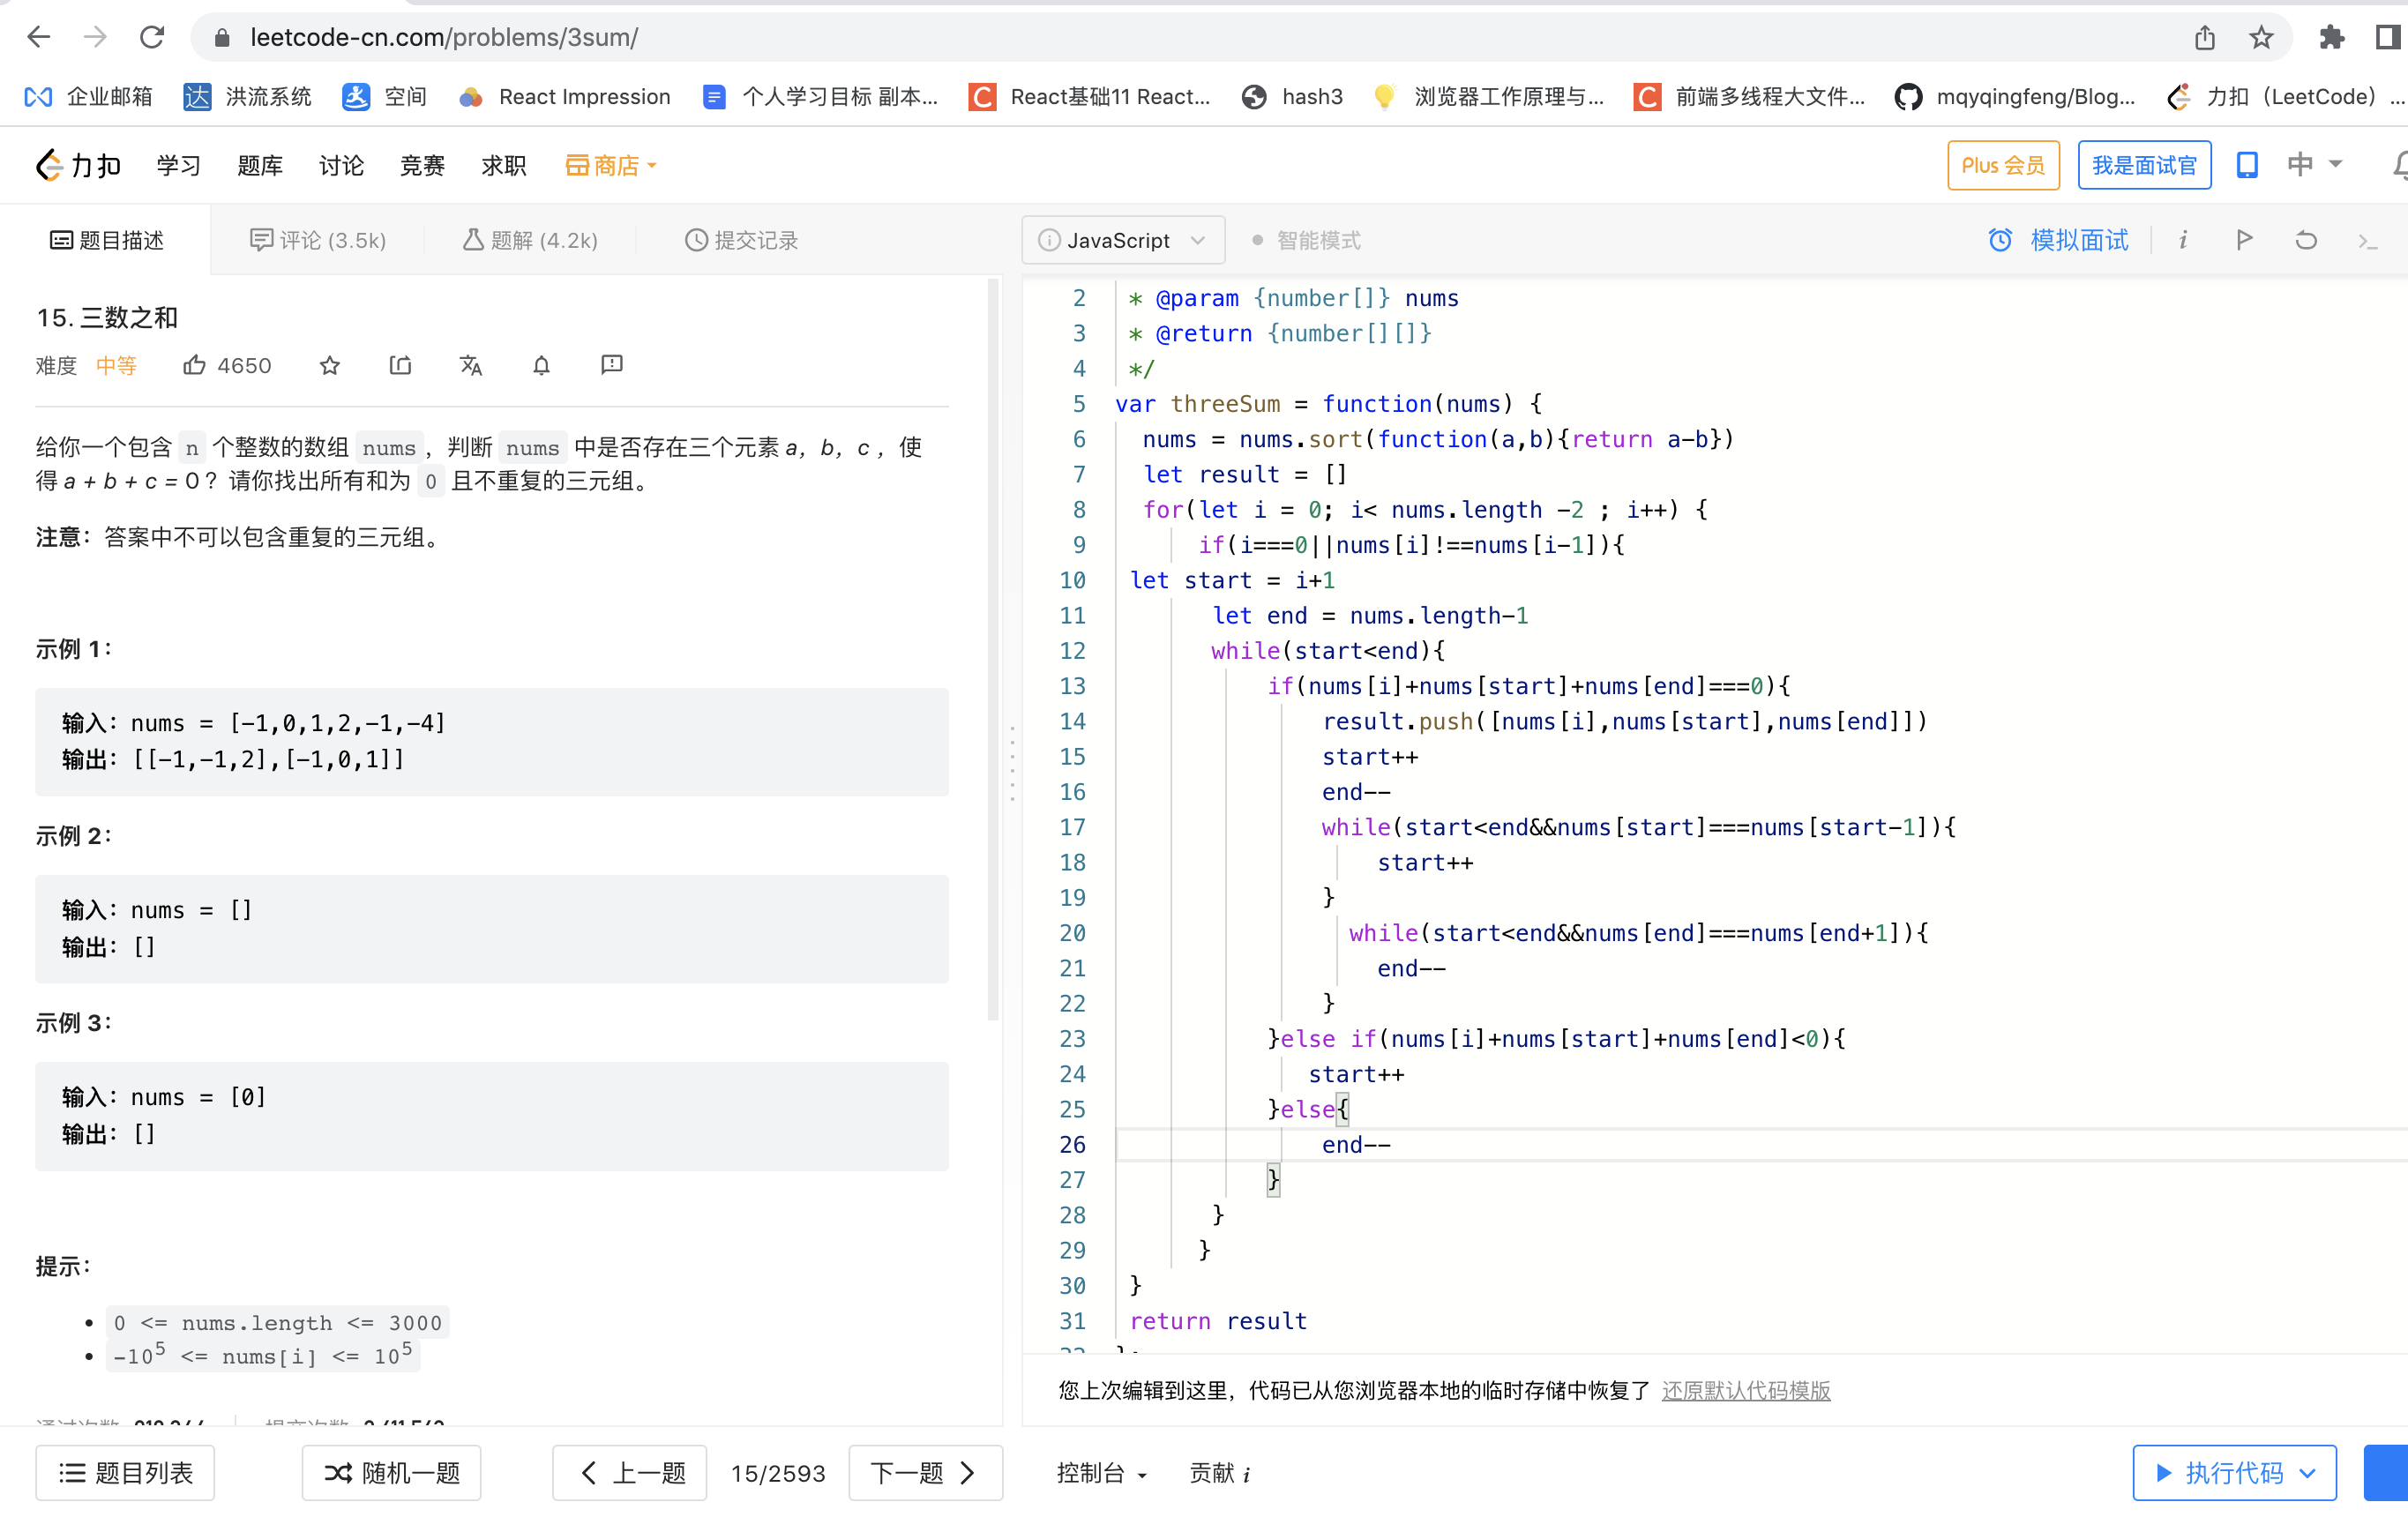 leetcode-cn.com/problems/3sum/
企业邮箱 达 洪流系统 空间 React Impression 个人学习目标 副本... C React基础11 React... hash3 浏览器工作原理与... C 前端多线程大文件... mqyqingfeng/Blog... 力扣（LeetCode）...
力扣 学习 题库 讨论 竞赛 求职 商店 Plus 会员 我是面试官 中
题目描述 评论 (3.5k) 题解 (4.2k) 提交记录
15. 三数之和
难度 中等 4650
给你一个包含 n 个整数的数组 nums，判断 nums 中是否存在三个元素 a，b，c ，使
得 a + b + c = 0 ？请你找出所有和为 0 且不重复的三元组。
注意：答案中不可以包含重复的三元组。
示例 1：
输入：nums = [-1,0,1,2,-1,-4]
输出：[[-1,-1,2],[-1,0,1]]
示例 2：
输入：nums = []
输出：[]
示例 3：
输入：nums = [0]
输出：[]
提示：
• 0 <= nums.length <= 3000
• -10⁵ <= nums[i] <= 10⁵
题目列表 随机一题 上一题 15/2593 下一题
JavaScript 智能模式 模拟面试 i
2 * @param {number[]} nums
3 * @return {number[][]}
4 */
5 var threeSum = function(nums) {
6 nums = nums.sort(function(a,b){return a-b})
7 let result = []
8 for(let i = 0; i< nums.length -2 ; i++) {
9 if(i===0||nums[i]!==nums[i-1]){
10 let start = i+1
11 let end = nums.length-1
12 while(start<end){
13 if(nums[i]+nums[start]+nums[end]===0){
14 result.push([nums[i],nums[start],nums[end]])
15 start++
16 end--
17 while(start<end&&nums[start]===nums[start-1]){
18 start++
19 }
20 while(start<end&&nums[end]===nums[end+1]){
21 end--
22 }
23 }else if(nums[i]+nums[start]+nums[end]<0){
24 start++
25 }else{
26 end--
27 }
28 }
29 }
30 }
31 return result
您上次编辑到这里，代码已从您浏览器本地的临时存储中恢复了 还原默认代码模版
控制台 贡献 i 执行代码